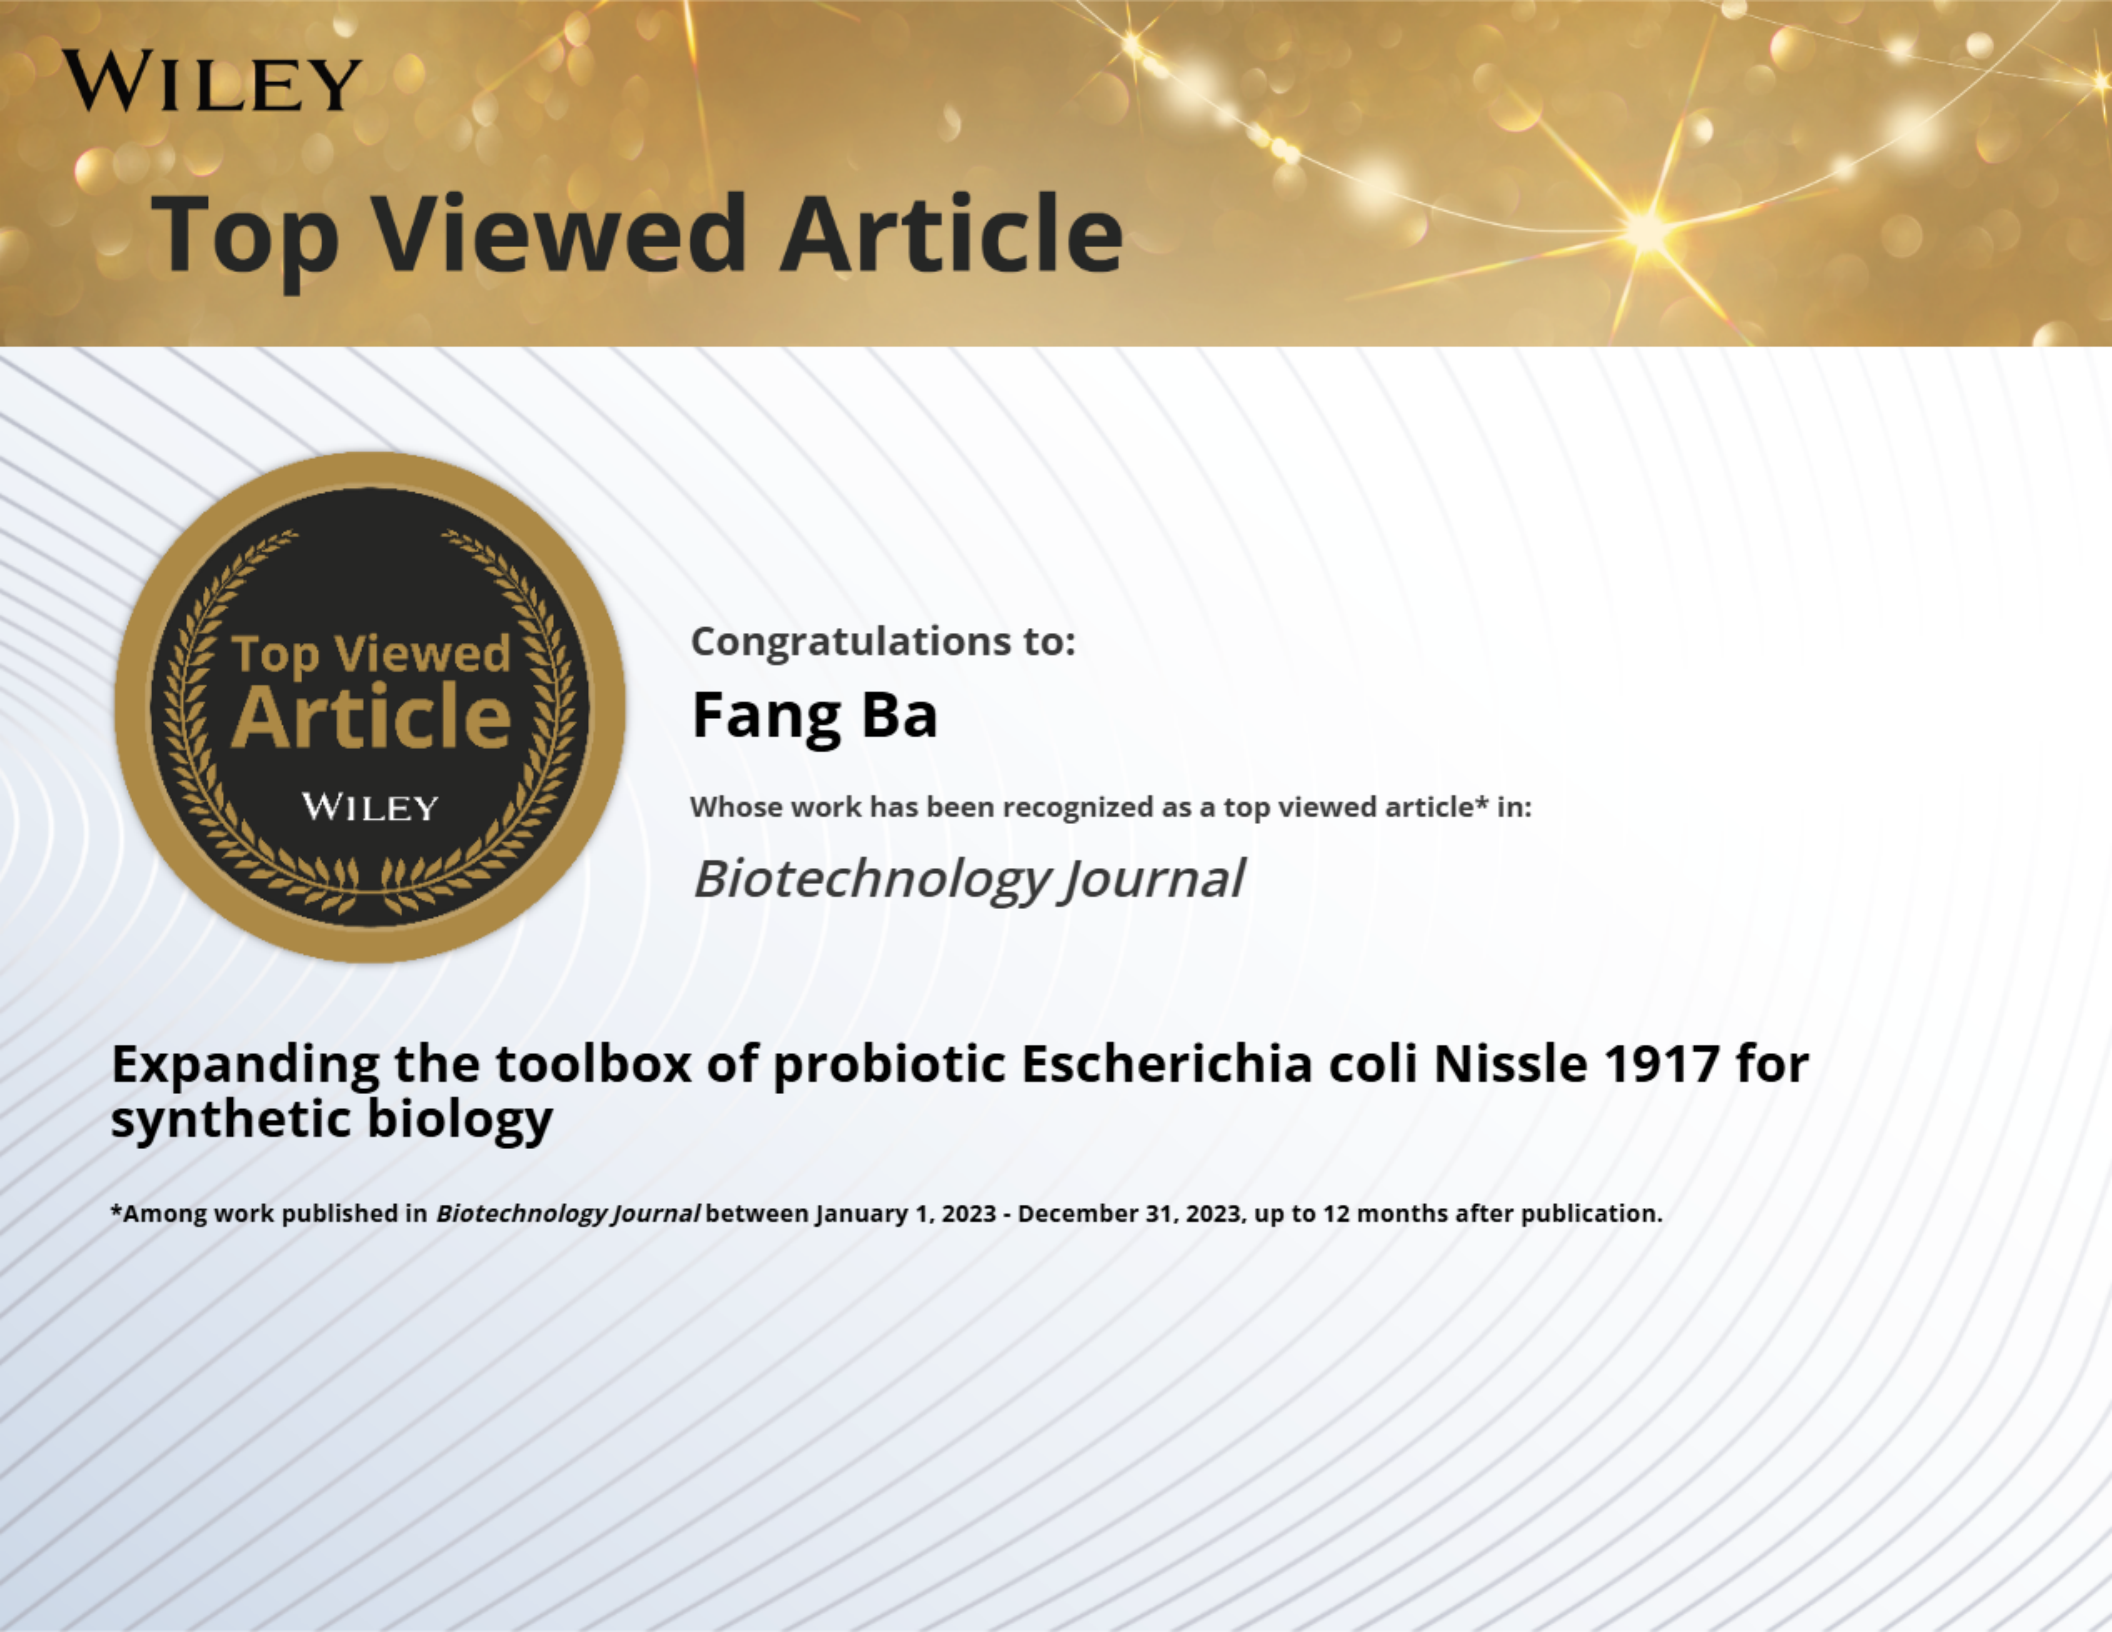 WILEY
Top Viewed Article
Top Viewed
Article
WILEY
Congratulations to:
Fang Ba
Whose work has been recognized as a top viewed article* in:
Biotechnology Journal
Expanding the toolbox of probiotic Escherichia coli Nissle 1917 for
synthetic biology
*Among work published in Biotechnology Journal between January 1, 2023 - December 31, 2023, up to 12 months after publication.